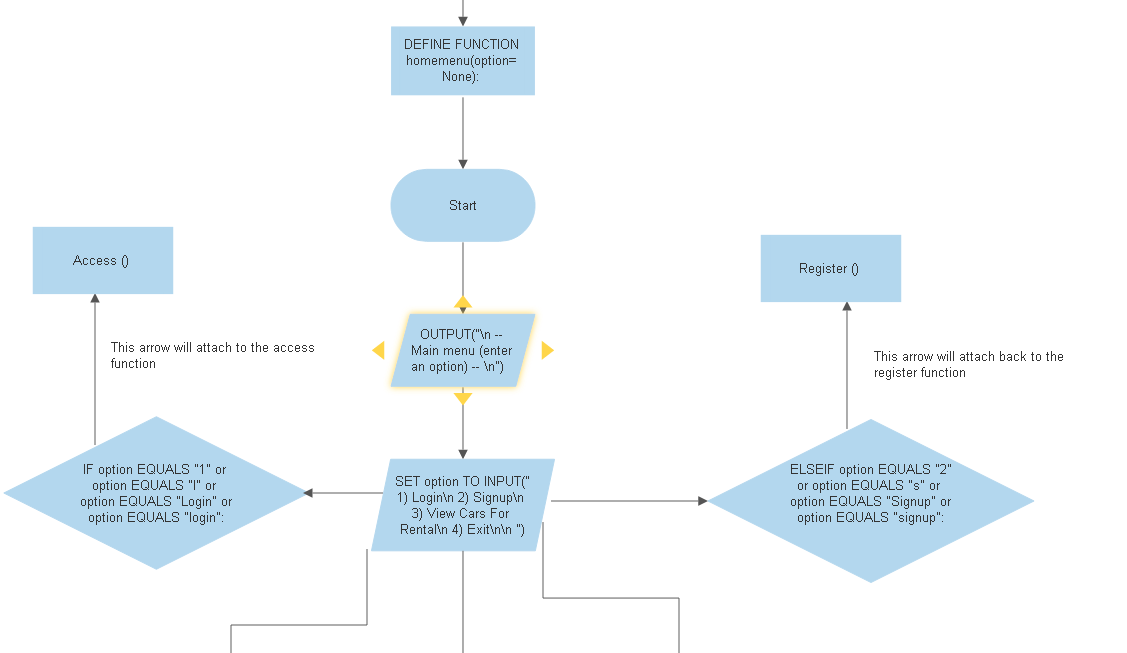 DEFINE FUNCTION
homemenu(option=
None):
Start
Access ()
Register ()
OUTPUT("\n --
Main menu (enter
an option) -- \n")
This arrow will attach to the access
function
This arrow will attach back to the
register function
IF option EQUALS "1" or
option EQUALS "l" or
option EQUALS "Login" or
option EQUALS "login":
SET option TO INPUT("
1) Login\n 2) Signup\n
3) View Cars For
Rental\n 4) Exit\n\n ")
ELSEIF option EQUALS "2"
or option EQUALS "s" or
option EQUALS "Signup" or
option EQUALS "signup":